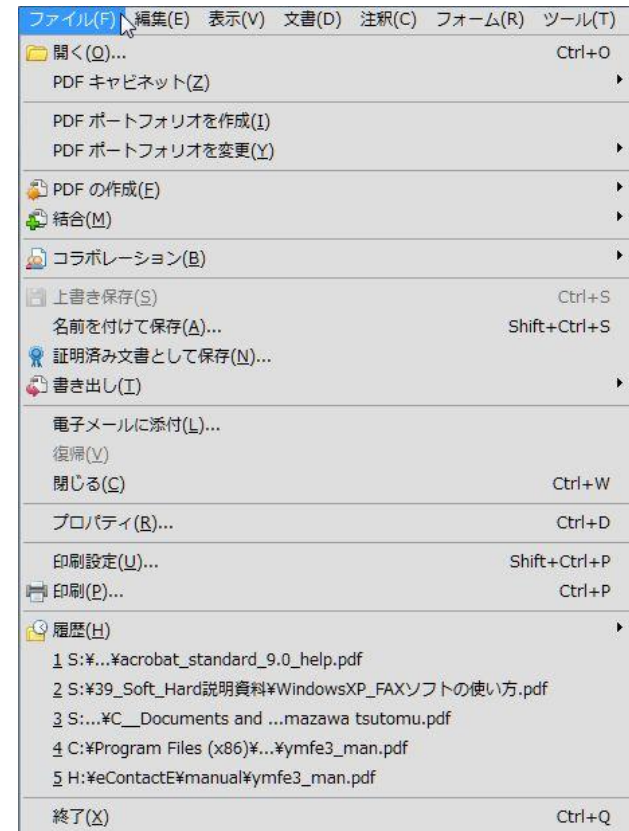 ファイル(F) 編集(E) 表示(V) 文書(D) 注釈(C) フォーム(R) ツール(T)
開く(O)... Ctrl+O
PDF キャビネット(Z)
PDF ポートフォリオを作成(I)
PDF ポートフォリオを変更(Y)
PDF の作成(F)
結合(M)
コラボレーション(B)
上書き保存(S) Ctrl+S
名前を付けて保存(A)... Shift+Ctrl+S
証明済み文書として保存(N)...
書き出し(T)
電子メールに添付(L)...
復帰(V)
閉じる(C) Ctrl+W
プロパティ(R)... Ctrl+D
印刷設定(U)... Shift+Ctrl+P
印刷(P)... Ctrl+P
履歴(H)
1 S:¥...¥acrobat_standard_9.0_help.pdf
2 S:¥39_Soft_Hard説明資料¥WindowsXP_FAXソフトの使い方.pdf
3 S:...¥C__Documents and ...mazawa tsutomu.pdf
4 C:¥Program Files (x86)¥...¥ymfe3_man.pdf
5 H:¥eContactE¥manual¥ymfe3_man.pdf
終了(X) Ctrl+Q